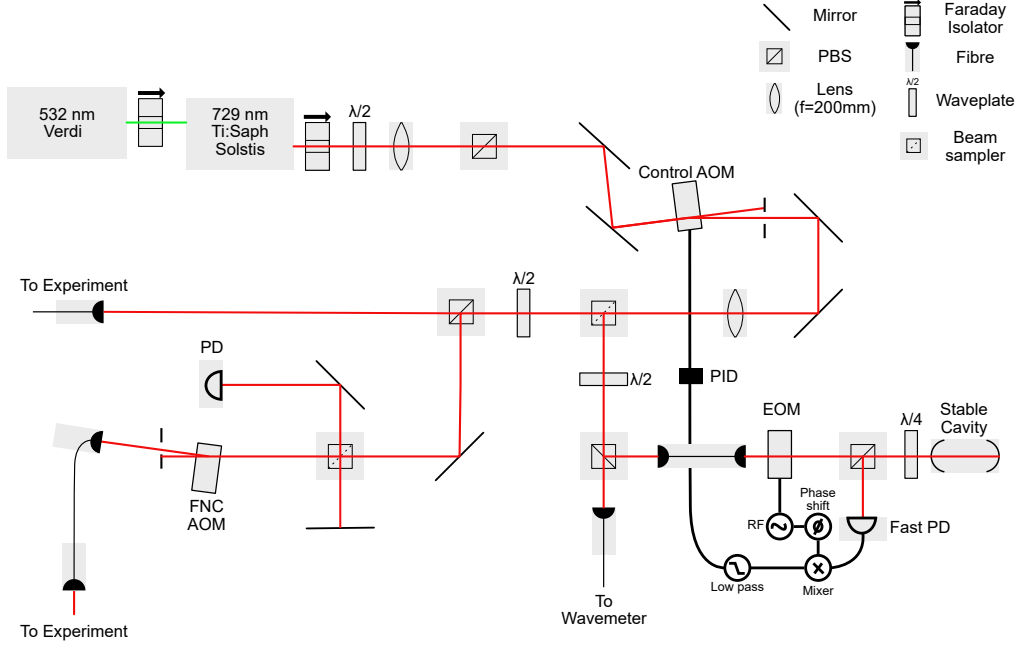 Mirror
Faraday
Isolator
PBS
Fibre
Lens
(f=200mm)
λ/2
Waveplate
Beam
sampler
532 nm
Verdi
729 nm
Ti:Saph
Solstis
λ/2
Control AOM
To Experiment
λ/2
PD
λ/2
PID
EOM
λ/4
Stable
Cavity
FNC
AOM
Phase
shift
RF
Fast PD
Low pass
Mixer
To
Wavemeter
To Experiment